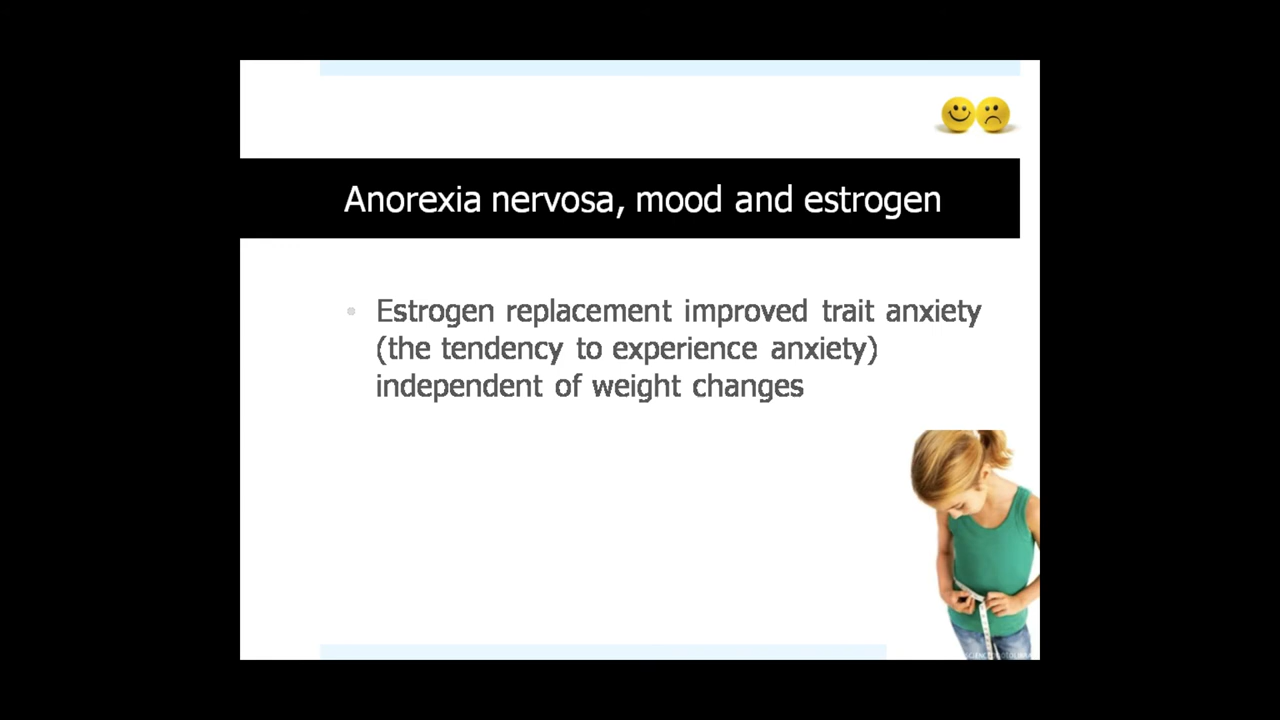 Anorexia nervosa, mood and estrogen
Estrogen replacement improved trait anxiety
(the tendency to experience anxiety)
independent of weight changes